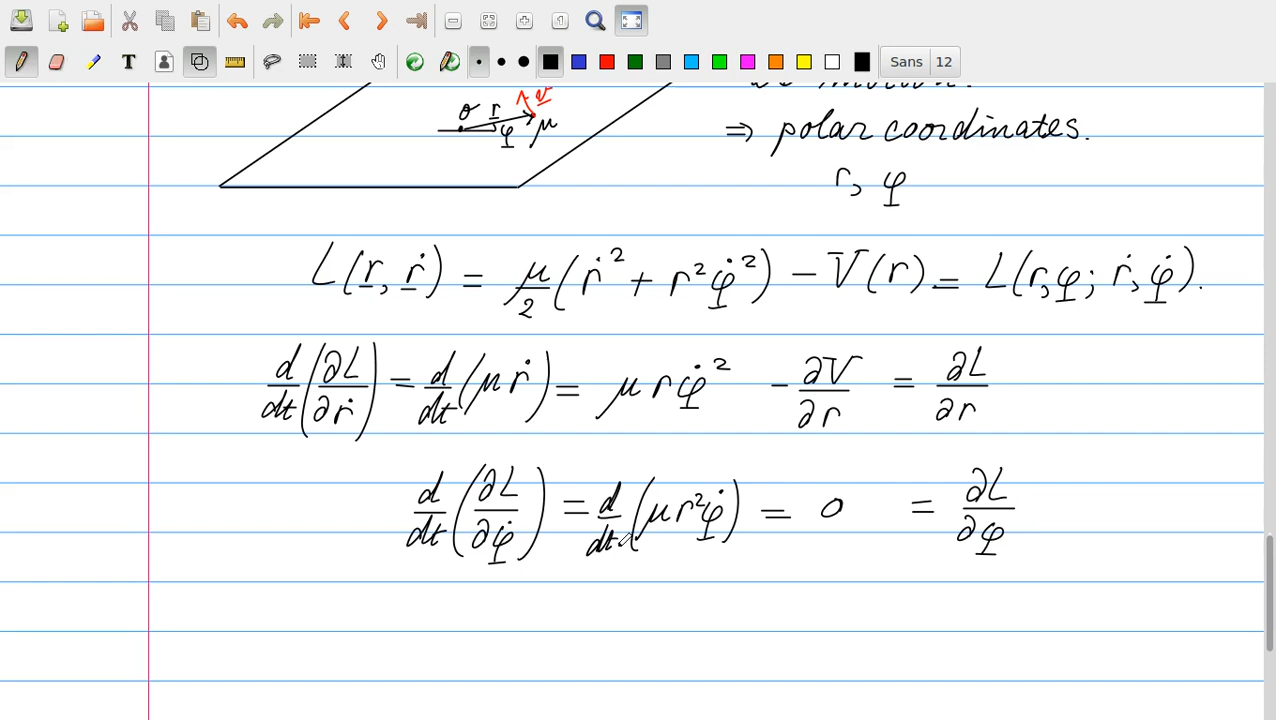 Sans 12
O r v
φ μ
⇒ polar coordinates.
r, φ
L(r, ṙ) = μ/2 (ṙ² + r²φ̇²) − V(r). = L(r,φ; ṙ,φ̇).
d/dt (∂L/∂ṙ) = d/dt (μṙ) = μrφ̇² − ∂V/∂r = ∂L/∂r
d/dt (∂L/∂φ̇) = d/dt (μr²φ̇) = 0 = ∂L/∂φ